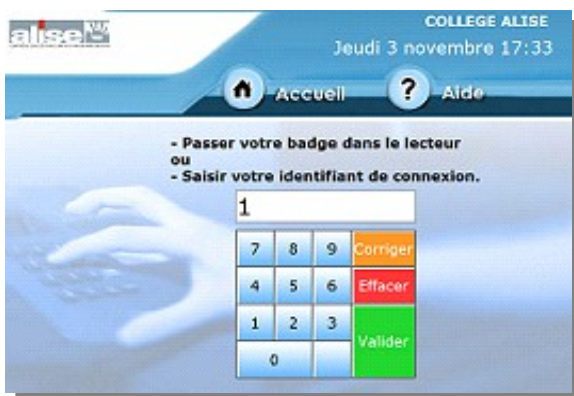 alise
COLLEGE ALISE
Jeudi 3 novembre 17:33
Accueil
? Aide
- Passer votre badge dans le lecteur
ou
- Saisir votre identifiant de connexion.
1
7 8 9 Corriger
4 5 6 Effacer
1 2 3 Valider
0